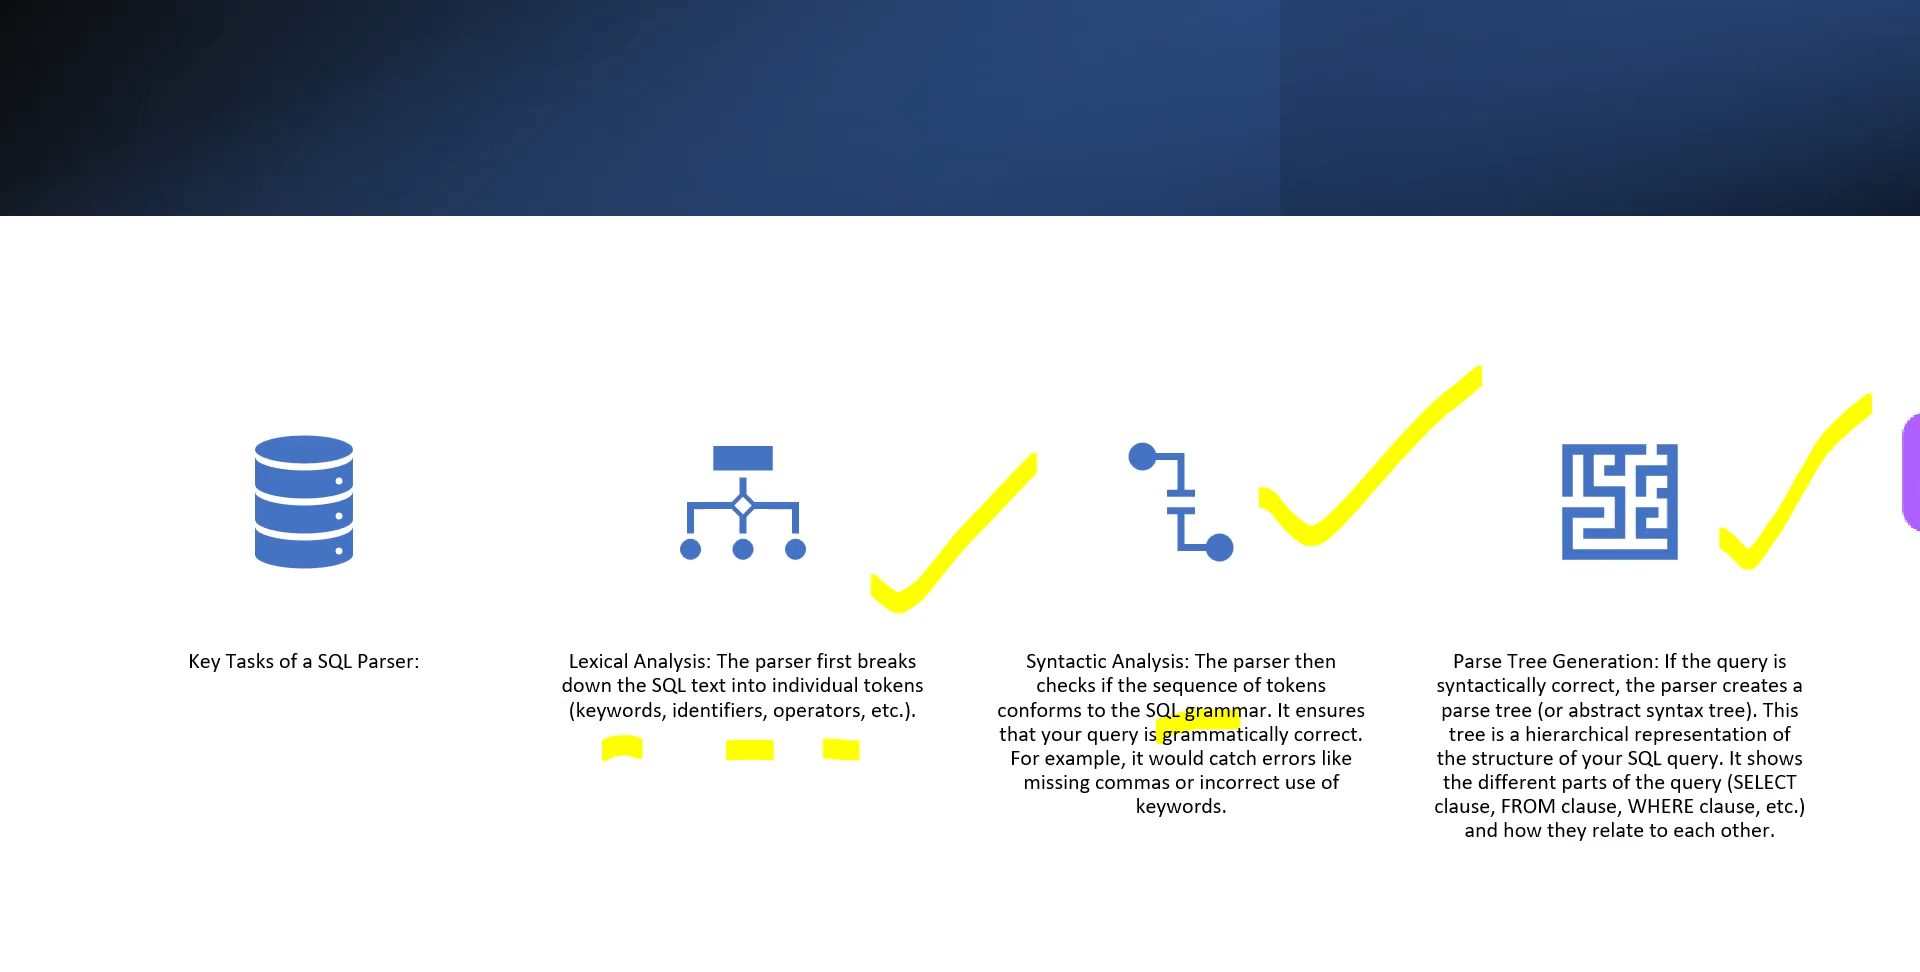 Key Tasks of a SQL Parser:
Lexical Analysis: The parser first breaks
down the SQL text into individual tokens
(keywords, identifiers, operators, etc.).
Syntactic Analysis: The parser then
checks if the sequence of tokens
conforms to the SQL grammar. It ensures
that your query is grammatically correct.
For example, it would catch errors like
missing commas or incorrect use of
keywords.
Parse Tree Generation: If the query is
syntactically correct, the parser creates a
parse tree (or abstract syntax tree). This
tree is a hierarchical representation of
the structure of your SQL query. It shows
the different parts of the query (SELECT
clause, FROM clause, WHERE clause, etc.)
and how they relate to each other.